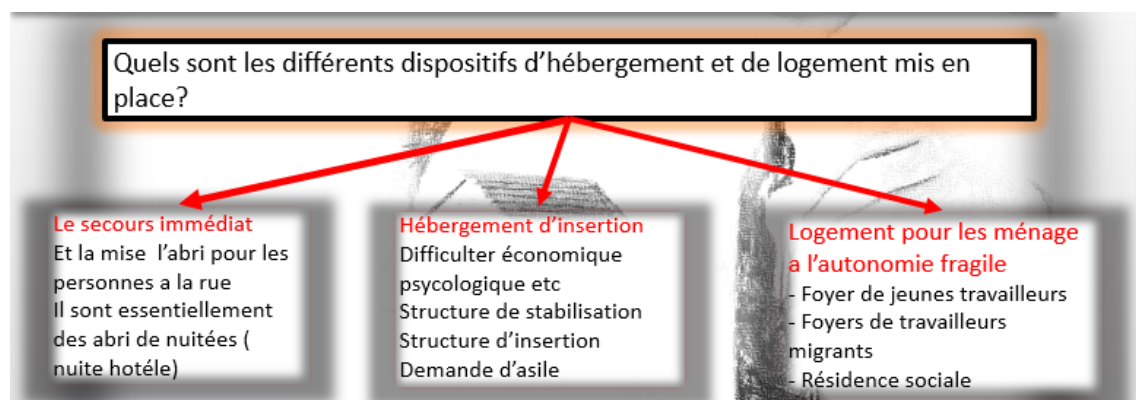 Quels sont les différents dispositifs d’hébergement et de logement mis en
place?
Le secours immédiat
Et la mise l’abri pour les
personnes a la rue
Il sont essentiellement
des abri de nuitées (
nuite hotéle)
Hébergement d’insertion
Difficulter économique
psycologique etc
Structure de stabilisation
Structure d’insertion
Demande d’asile
Logement pour les ménage
a l’autonomie fragile
- Foyer de jeunes travailleurs
- Foyers de travailleurs
migrants
- Résidence sociale